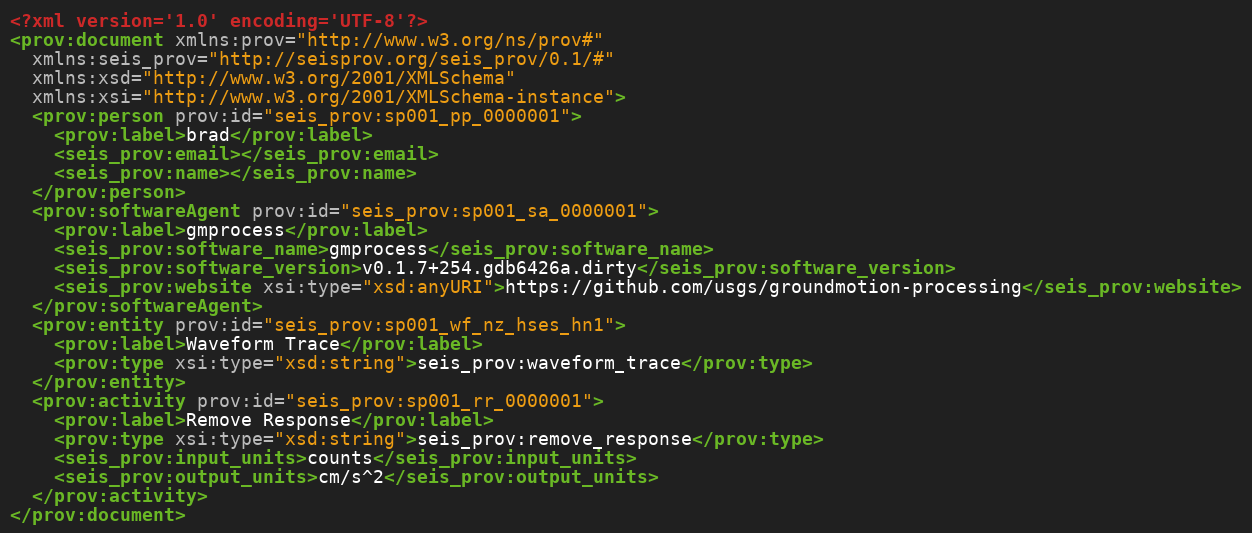 <?xml version='1.0' encoding='UTF-8'?>
<prov:document xmlns:prov="http://www.w3.org/ns/prov#"
  xmlns:seis_prov="http://seisprov.org/seis_prov/0.1/#"
  xmlns:xsd="http://www.w3.org/2001/XMLSchema"
  xmlns:xsi="http://www.w3.org/2001/XMLSchema-instance">
  <prov:person prov:id="seis_prov:sp001_pp_0000001">
    <prov:label>brad</prov:label>
    <seis_prov:email></seis_prov:email>
    <seis_prov:name></seis_prov:name>
  </prov:person>
  <prov:softwareAgent prov:id="seis_prov:sp001_sa_0000001">
    <prov:label>gmprocess</prov:label>
    <seis_prov:software_name>gmprocess</seis_prov:software_name>
    <seis_prov:software_version>v0.1.7+254.gdb6426a.dirty</seis_prov:software_version>
    <seis_prov:website xsi:type="xsd:anyURI">https://github.com/usgs/groundmotion-processing</seis_prov:website>
  </prov:softwareAgent>
  <prov:entity prov:id="seis_prov:sp001_wf_nz_hses_hn1">
    <prov:label>Waveform Trace</prov:label>
    <prov:type xsi:type="xsd:string">seis_prov:waveform_trace</prov:type>
  </prov:entity>
  <prov:activity prov:id="seis_prov:sp001_rr_0000001">
    <prov:label>Remove Response</prov:label>
    <prov:type xsi:type="xsd:string">seis_prov:remove_response</prov:type>
    <seis_prov:input_units>counts</seis_prov:input_units>
    <seis_prov:output_units>cm/s^2</seis_prov:output_units>
  </prov:activity>
</prov:document>